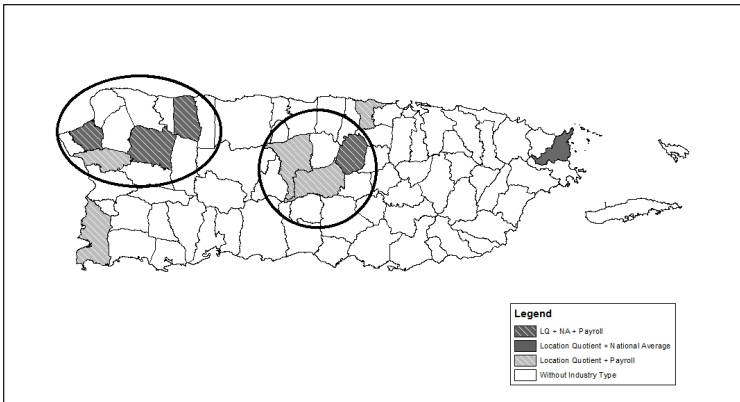 Legend
LQ + NA + Payroll
Location Quotient + National Average
Location Quotient + Payroll
Without Industry Type